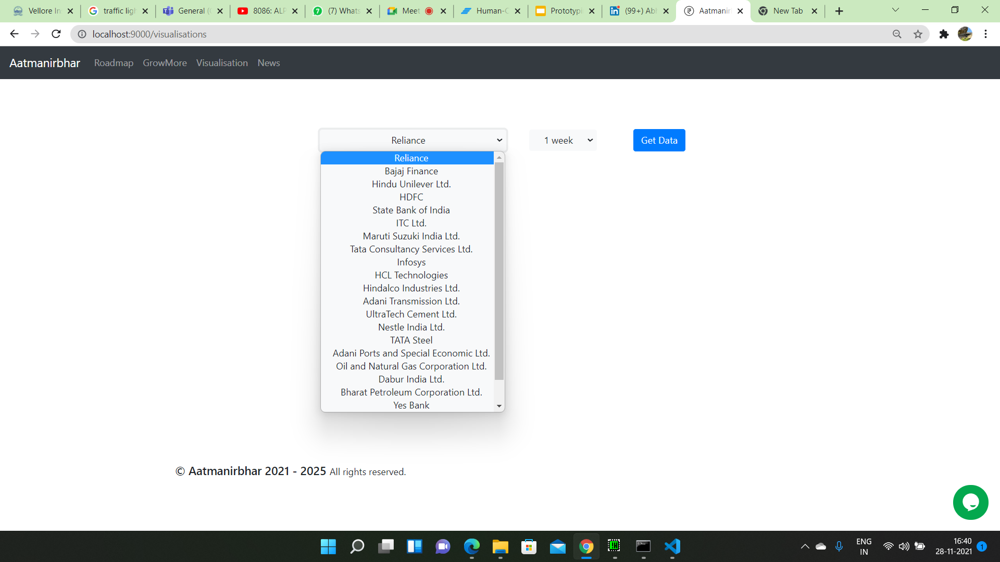 Vellore In
traffic ligh
General (
8086: ALP
(7) Whats
Meet
Human-C
Prototypi
(99+) Abh
Aatmanirl
New Tab
localhost:9000/visualisations
Aatmanirbhar Roadmap GrowMore Visualisation News
Reliance 1 week Get Data
Reliance
Bajaj Finance
Hindu Unilever Ltd.
HDFC
State Bank of India
ITC Ltd.
Maruti Suzuki India Ltd.
Tata Consultancy Services Ltd.
Infosys
HCL Technologies
Hindalco Industries Ltd.
Adani Transmission Ltd.
UltraTech Cement Ltd.
Nestle India Ltd.
TATA Steel
Adani Ports and Special Economic Ltd.
Oil and Natural Gas Corporation Ltd.
Dabur India Ltd.
Bharat Petroleum Corporation Ltd.
Yes Bank
© Aatmanirbhar 2021 - 2025 All rights reserved.
ENG
IN
16:40
28-11-2021
1